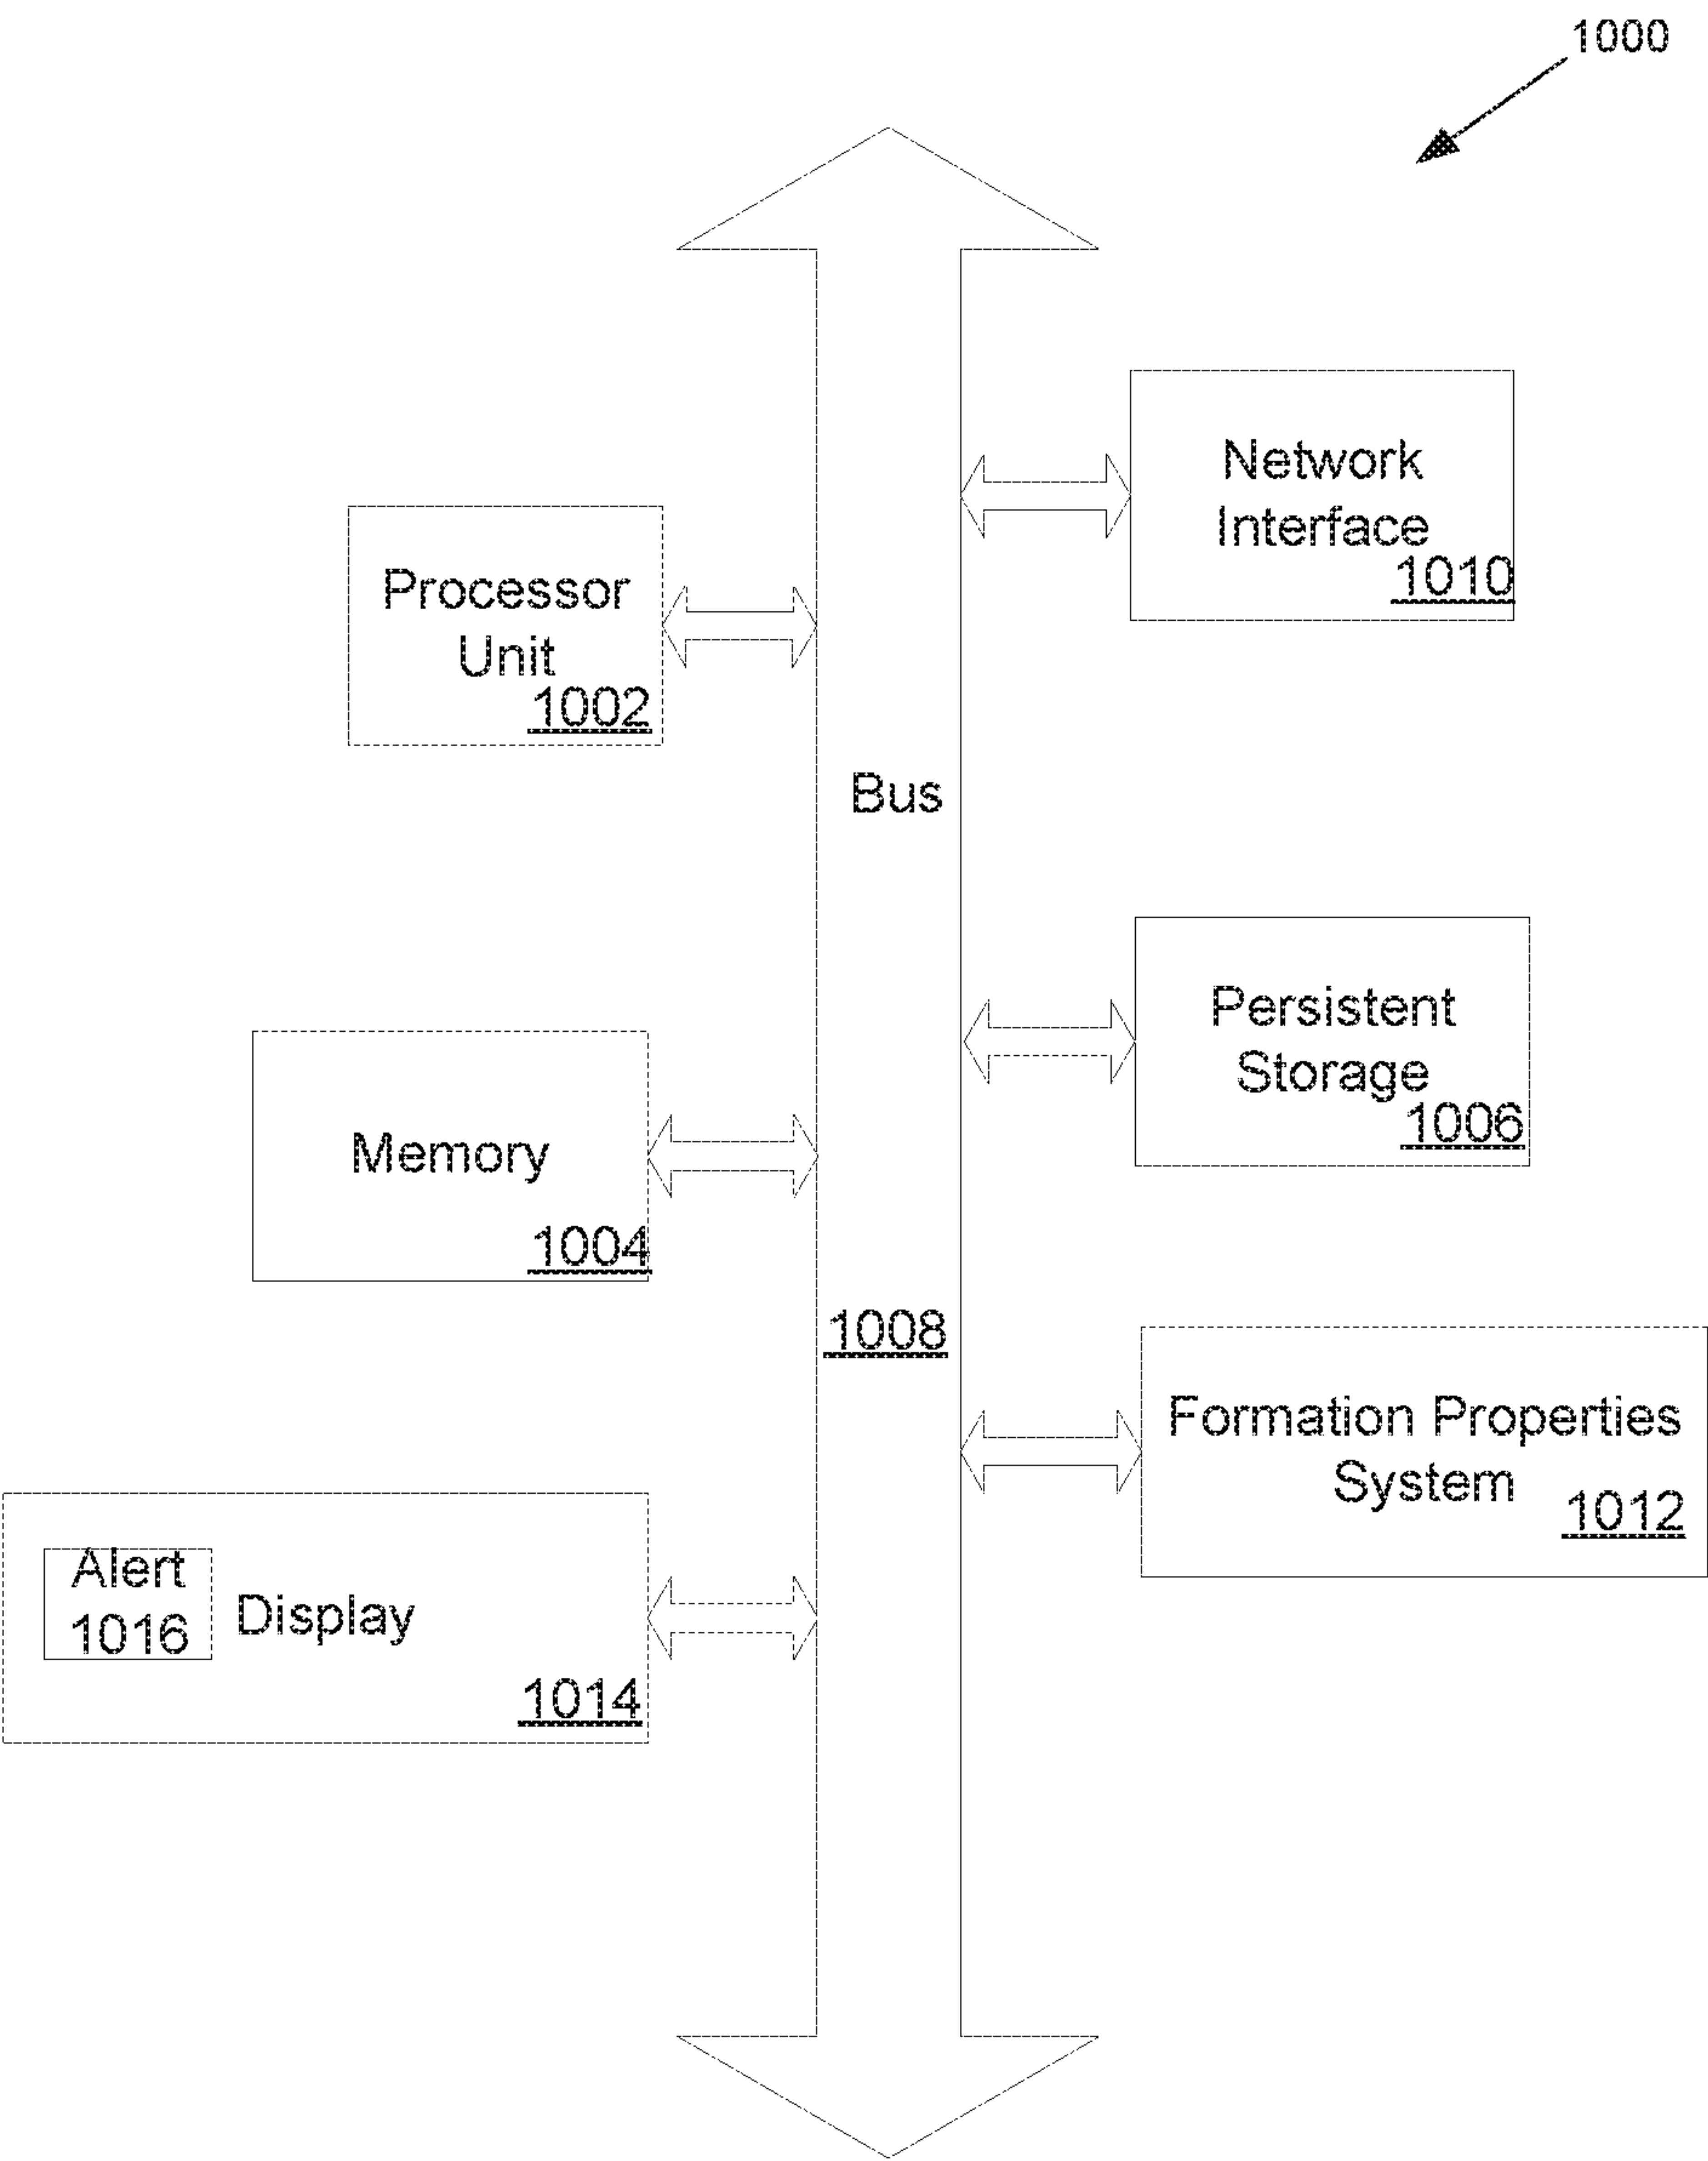 1000
Network
Interface
1010
Processor
Unit
1002
Bus
Persistent
Storage
1006
Memory
1004
1008
Formation Properties
System
1012
Alert
1016
Display
1014